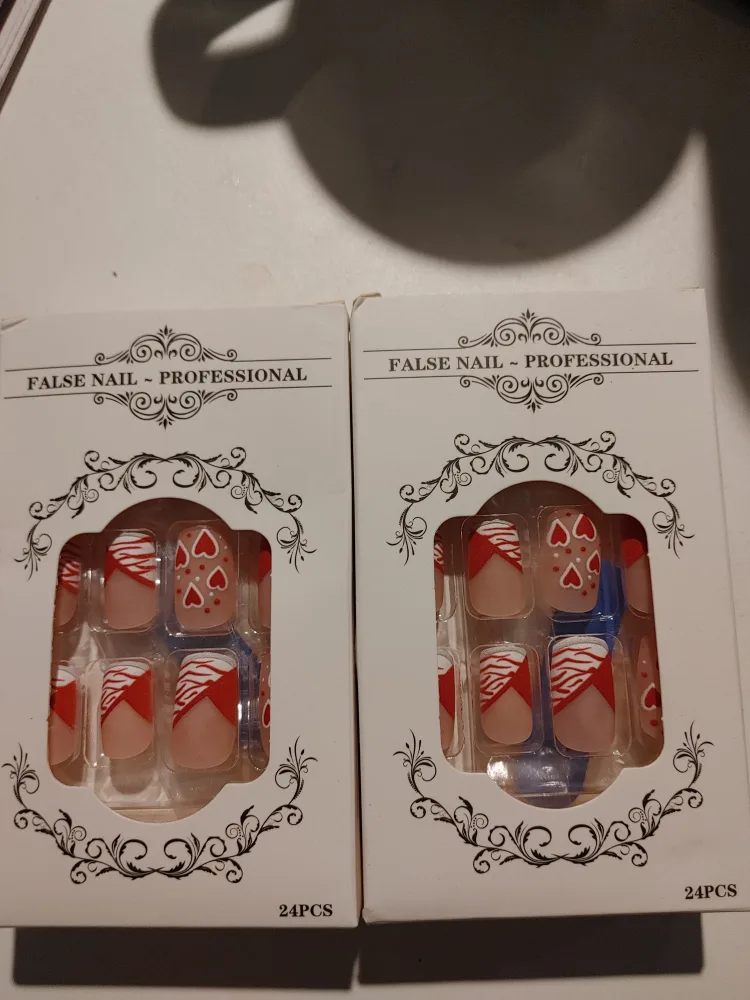 FALSE NAIL ~ PROFESSIONAL
24PCS
FALSE NAIL ~ PROFESSIONAL
24PCS